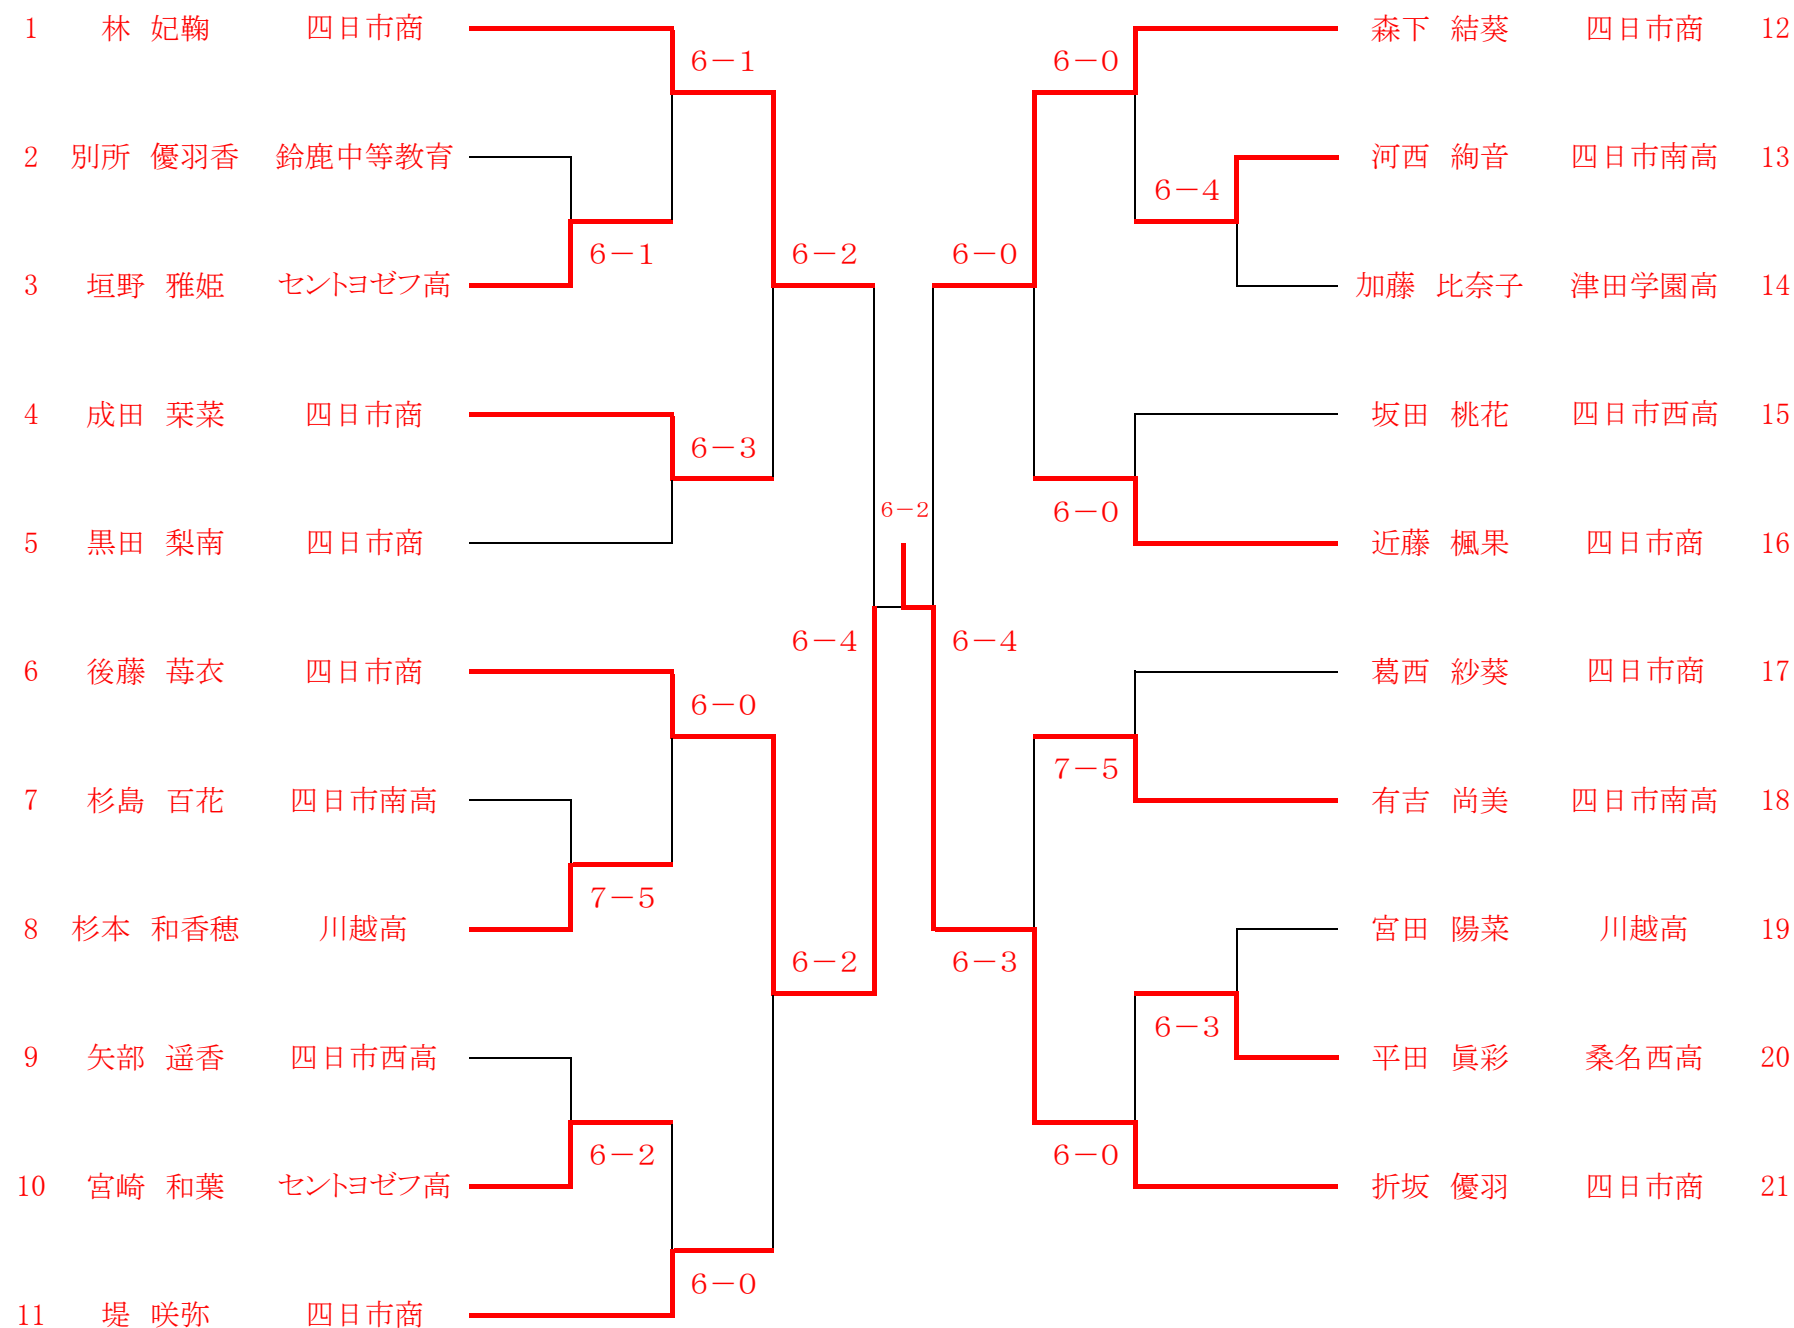 1 林 妃鞠 四日市商
2 別所 優羽香 鈴鹿中等教育
3 垣野 雅姫 セントヨゼフ高
4 成田 栞菜 四日市商
5 黒田 梨南 四日市商
6 後藤 苺衣 四日市商
7 杉島 百花 四日市南高
8 杉本 和香穂 川越高
9 矢部 遥香 四日市西高
10 宮崎 和葉 セントヨゼフ高
11 堤 咲弥 四日市商
6－1
6－1
6－2
6－3
6－4
6－0
7－5
6－2
6－2
6－0
6－2
6－0
6－4
6－0
6－0
6－4
7－5
6－3
6－3
6－0
森下 結葵 四日市商 12
河西 絢音 四日市南高 13
加藤 比奈子 津田学園高 14
坂田 桃花 四日市西高 15
近藤 楓果 四日市商 16
葛西 紗葵 四日市商 17
有吉 尚美 四日市南高 18
宮田 陽菜 川越高 19
平田 眞彩 桑名西高 20
折坂 優羽 四日市商 21